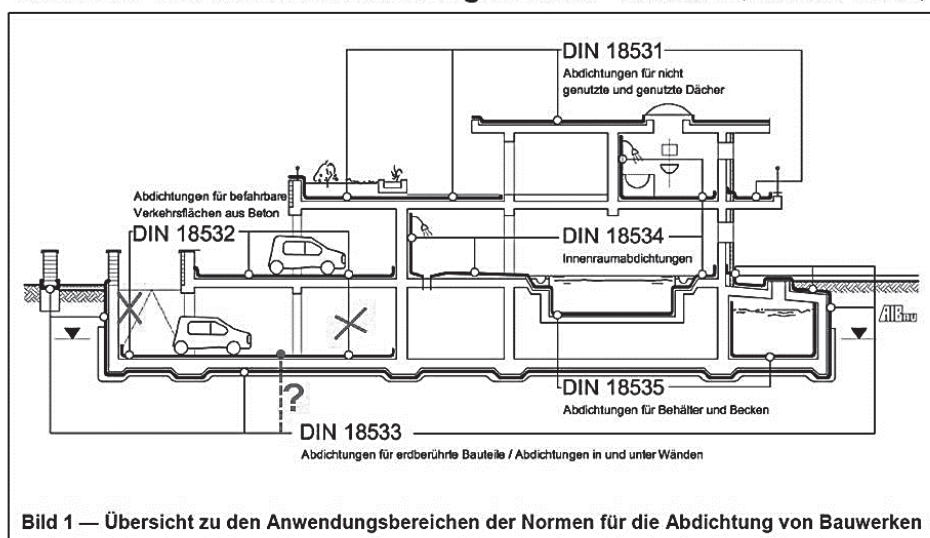 DIN 18531
Abdichtungen für nicht
genutzte und genutzte Dächer
Abdichtungen für befahrbare
Verkehrsflächen aus Beton
DIN 18532
DIN 18534
Innenraumabdichtungen
AIBau
DIN 18535
Abdichtungen für Behälter und Becken
?
DIN 18533
Abdichtungen für erdberührte Bauteile / Abdichtungen in und unter Wänden
Bild 1 — Übersicht zu den Anwendungsbereichen der Normen für die Abdichtung von Bauwerken